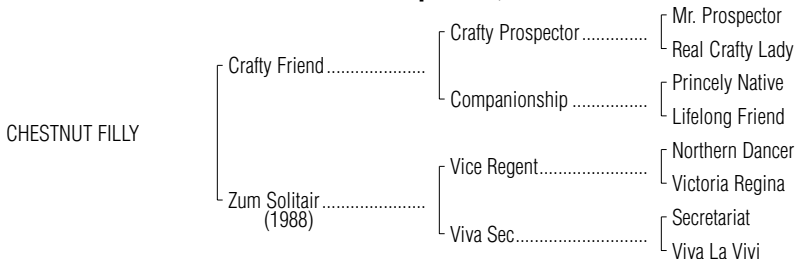 Mr. Prospector
Crafty Prospector ..............
Real Crafty Lady
Crafty Friend.....................
Princely Native
Companionship ................
Lifelong Friend
CHESTNUT FILLY
Northern Dancer
Vice Regent.......................
Victoria Regina
Zum Solitair ......................
(1988)
Secretariat
Viva Sec............................
Viva La Vivi